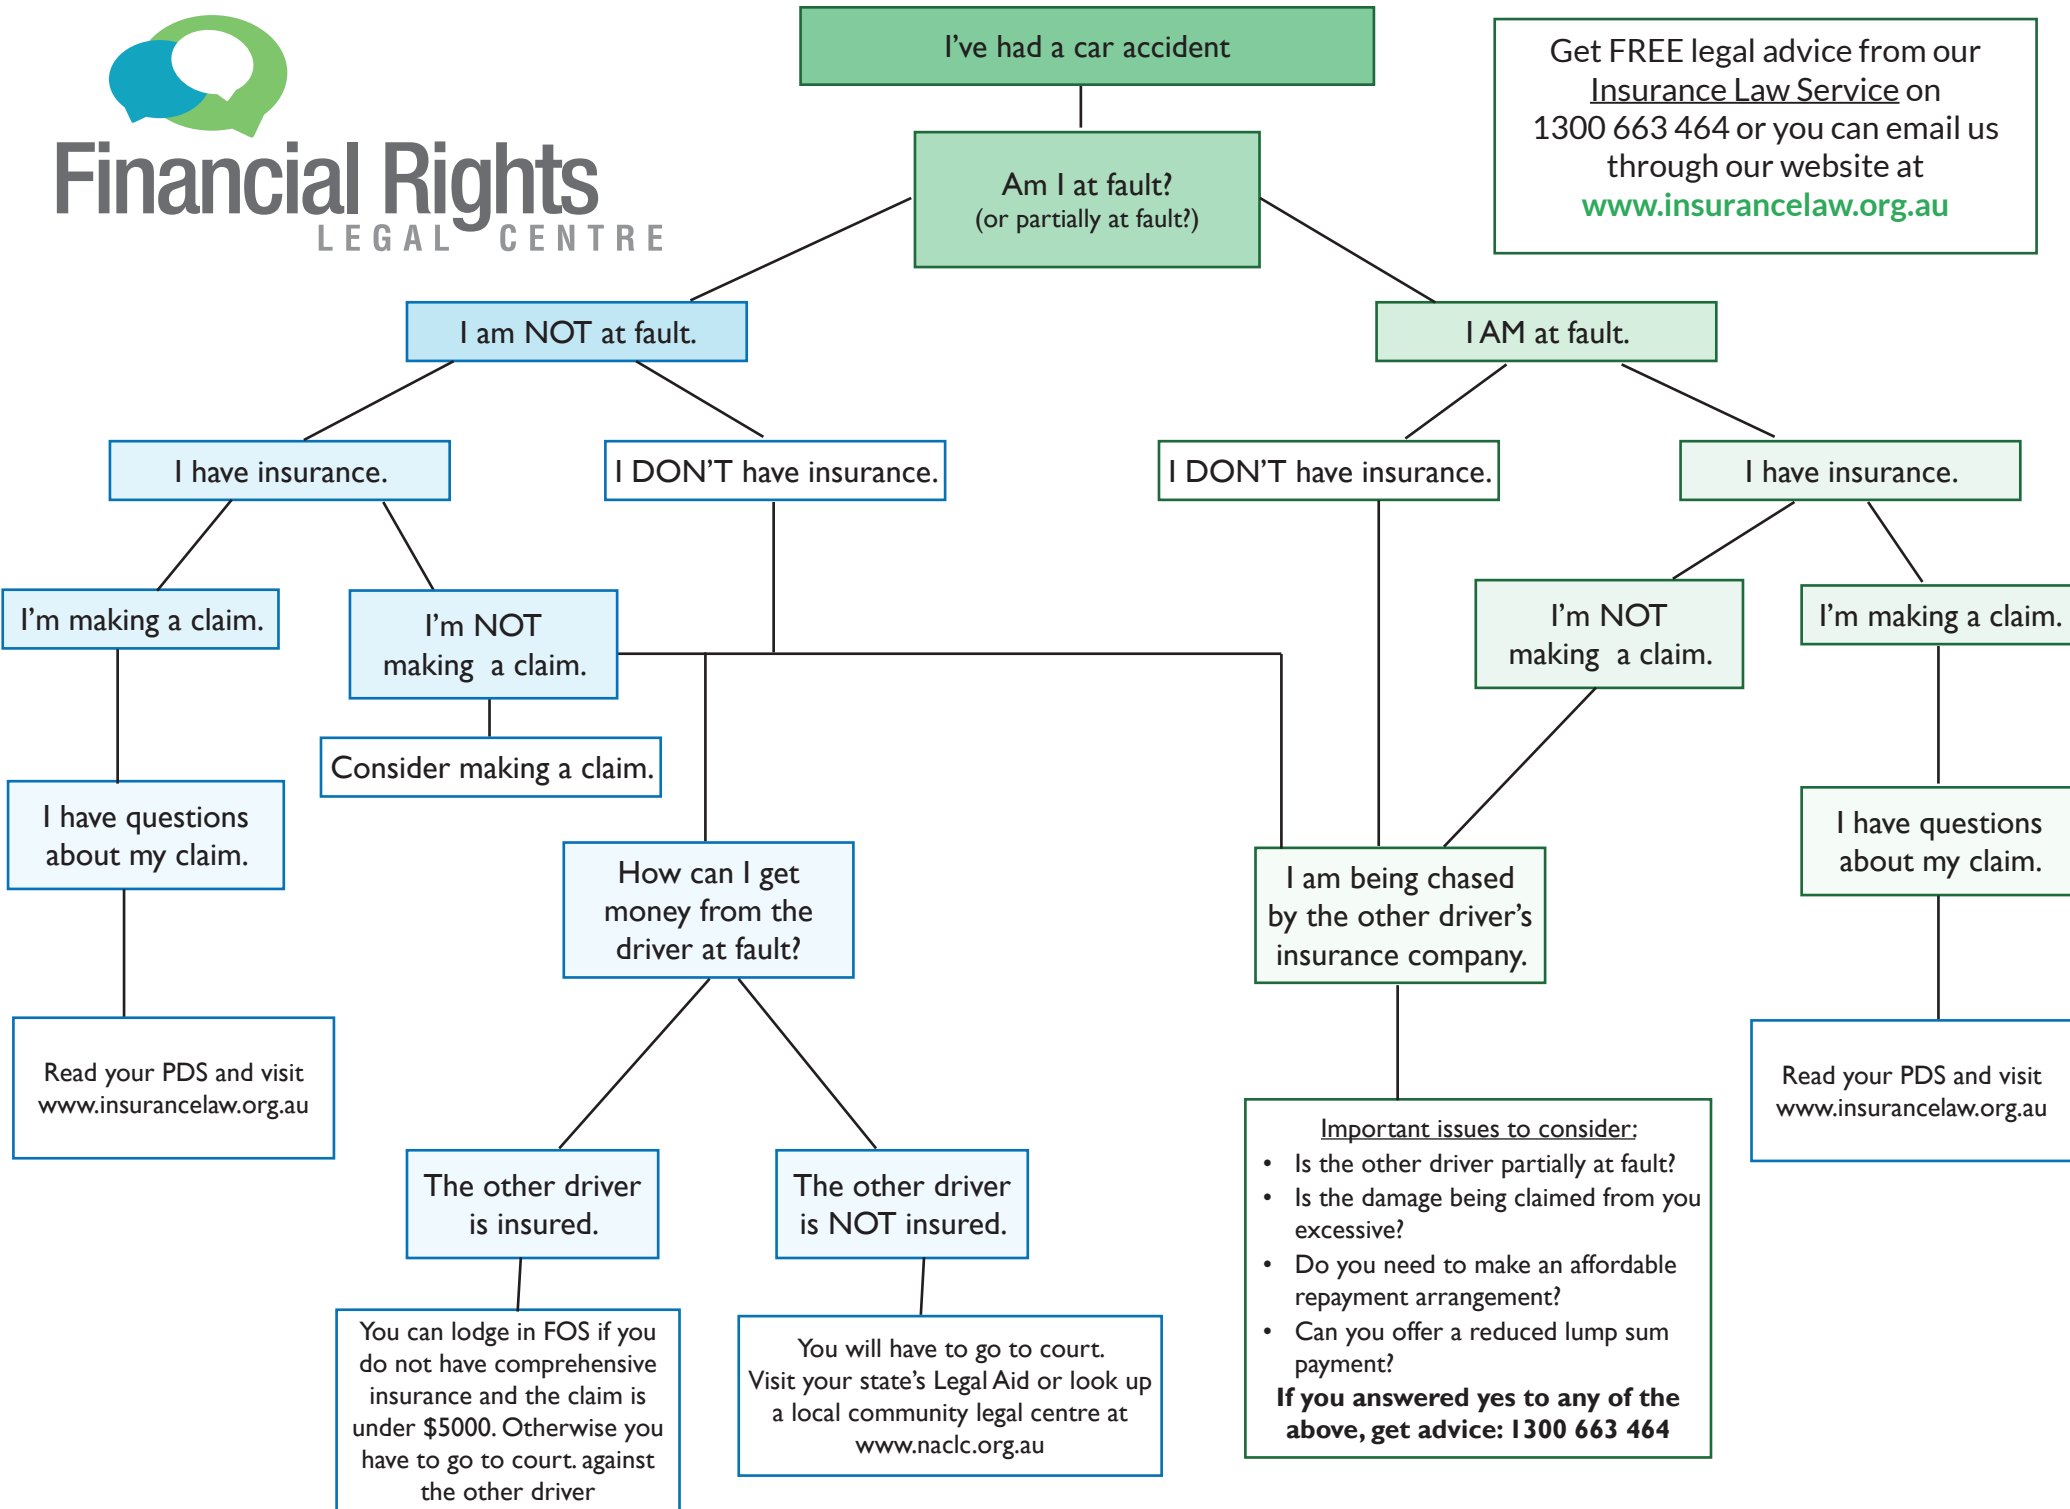 Financial Rights
LEGAL CENTRE
I've had a car accident
Get FREE legal advice from our
Insurance Law Service on
1300 663 464 or you can email us
through our website at
www.insurancelaw.org.au
Am I at fault?
(or partially at fault?)
I am NOT at fault.
I AM at fault.
I have insurance.
I DON'T have insurance.
I DON'T have insurance.
I have insurance.
I'm making a claim.
I'm NOT
making a claim.
I'm NOT
making a claim.
I'm making a claim.
Consider making a claim.
I have questions
about my claim.
How can I get
money from the
driver at fault?
I am being chased
by the other driver's
insurance company.
I have questions
about my claim.
Read your PDS and visit
www.insurancelaw.org.au
Read your PDS and visit
www.insurancelaw.org.au
The other driver
is insured.
The other driver
is NOT insured.
Important issues to consider:
• Is the other driver partially at fault?
• Is the damage being claimed from you
excessive?
• Do you need to make an affordable
repayment arrangement?
• Can you offer a reduced lump sum
payment?
If you answered yes to any of the
above, get advice: 1300 663 464
You can lodge in FOS if you
do not have comprehensive
insurance and the claim is
under $5000. Otherwise you
have to go to court. against
the other driver
You will have to go to court.
Visit your state's Legal Aid or look up
a local community legal centre at
www.naclc.org.au